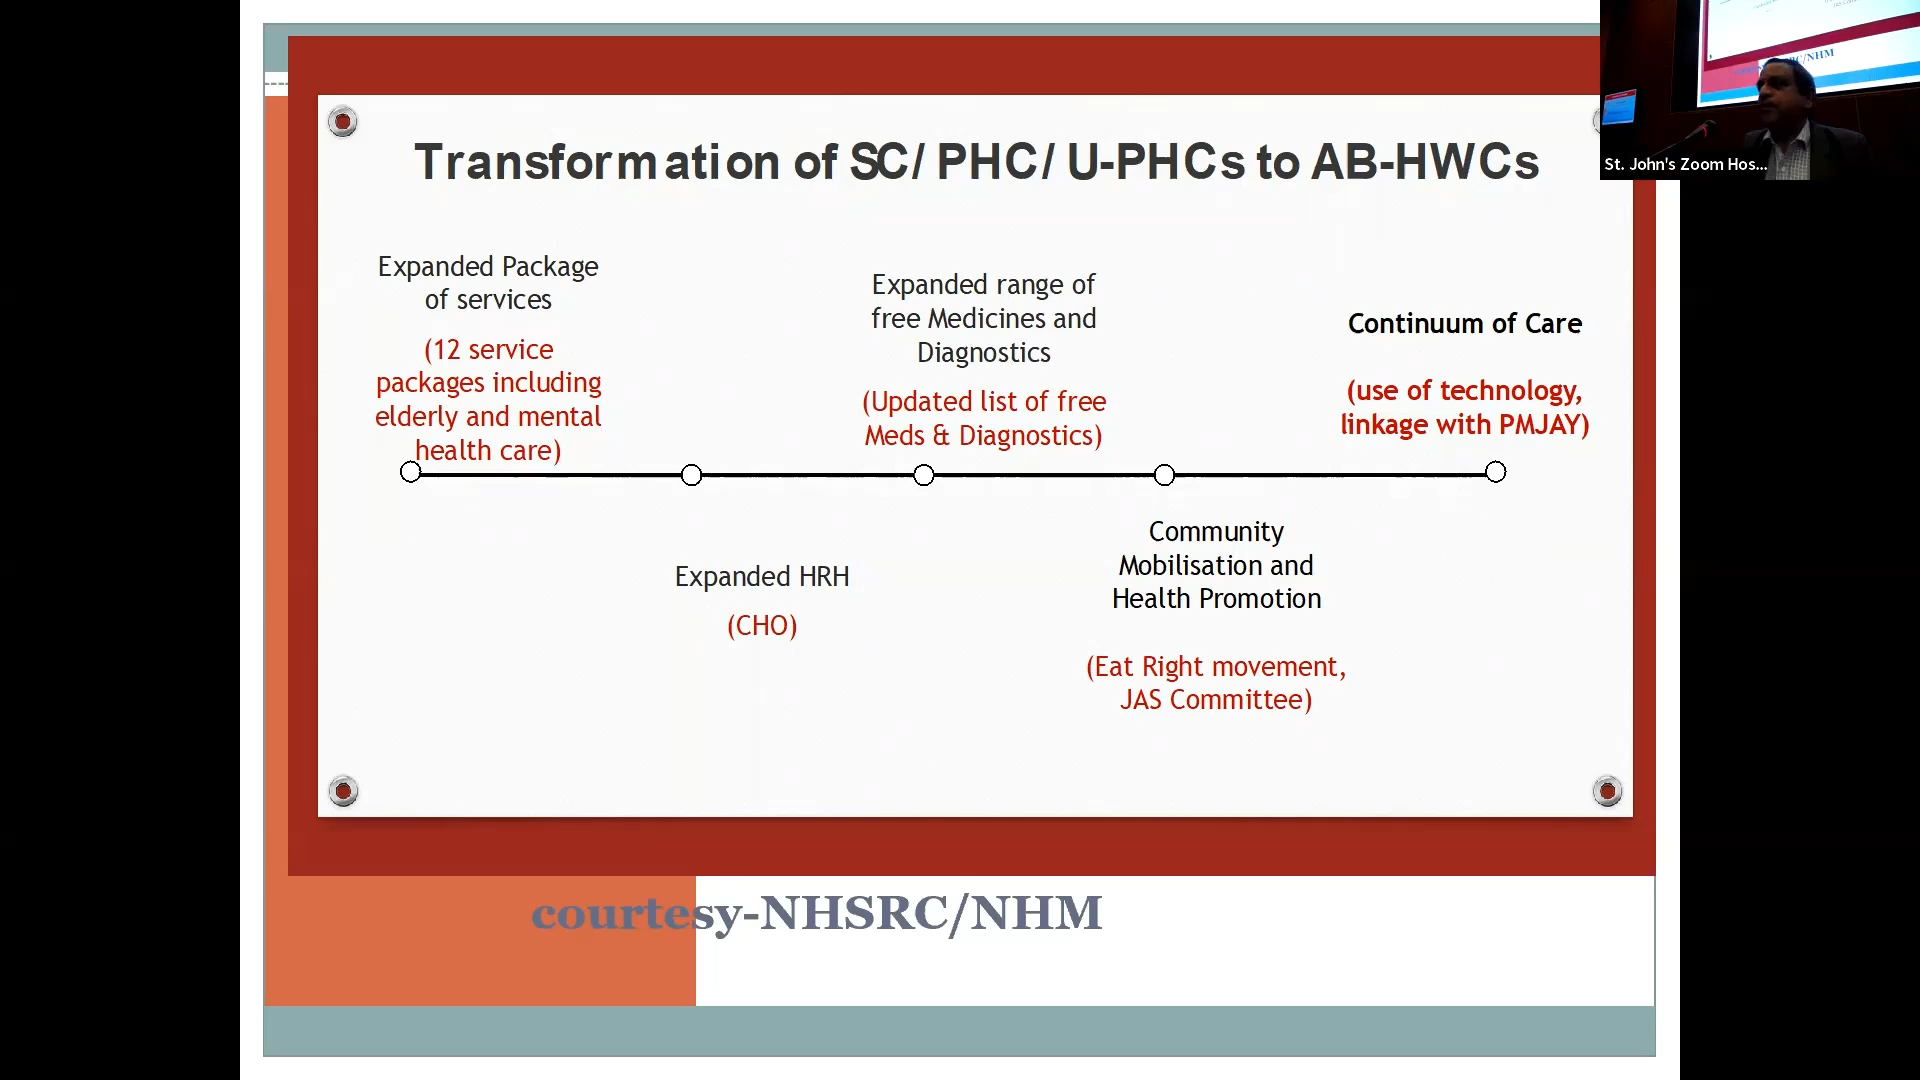 Transformation of SC/ PHC/ U-PHCs to AB-HWCs
Expanded Package
of services
(12 service
packages including
elderly and mental
health care)
Expanded HRH
(CHO)
Expanded range of
free Medicines and
Diagnostics
(Updated list of free
Meds & Diagnostics)
Community
Mobilisation and
Health Promotion
(Eat Right movement,
JAS Committee)
Continuum of Care
(use of technology,
linkage with PMJAY)
courtesy-NHSRC/NHM
St. John's Zoom Hos...